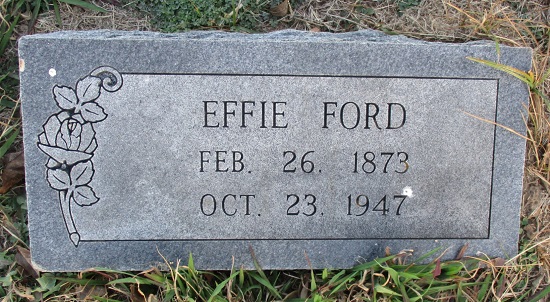 EFFIE FORD
FEB. 26. 1873
OCT. 23. 1947